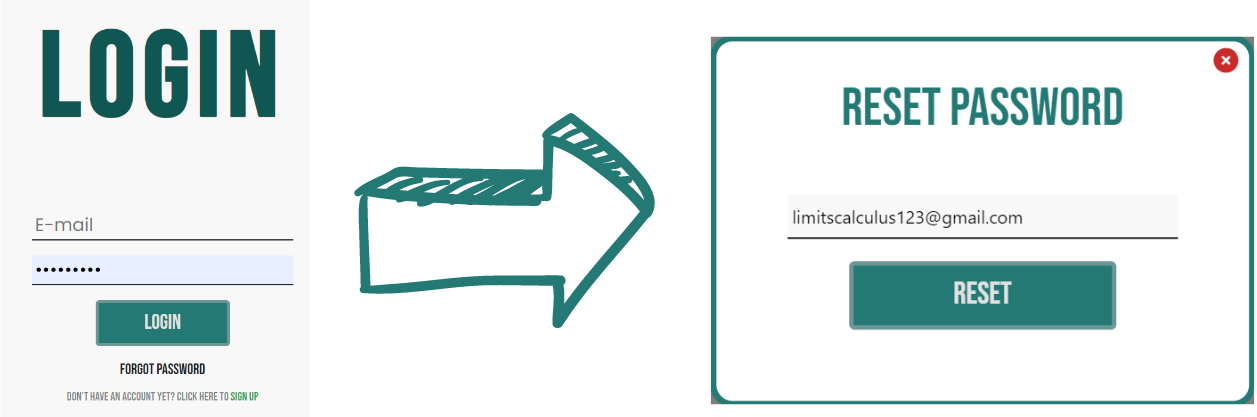 LOGIN
E-mail
•••••••••
LOGIN
FORGOT PASSWORD
DON'T HAVE AN ACCOUNT YET? CLICK HERE TO SIGN UP
RESET PASSWORD
limitscalculus123@gmail.com
RESET